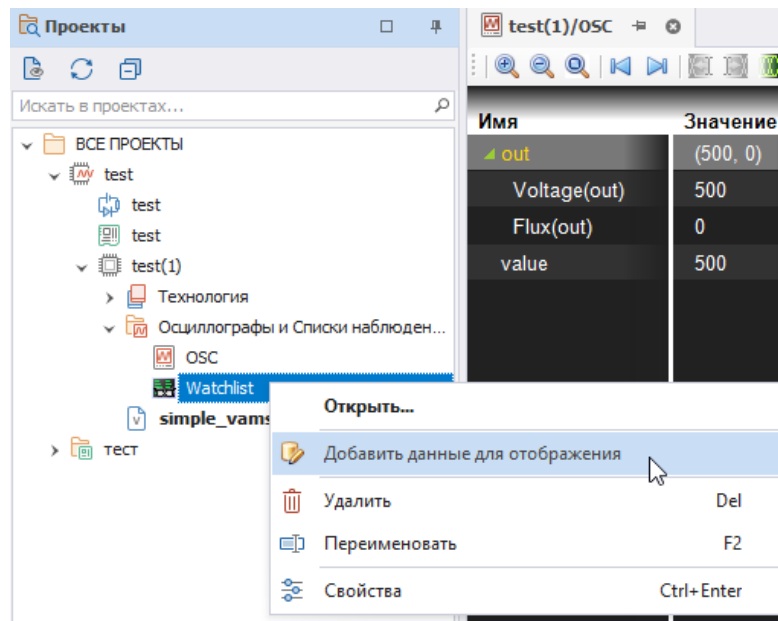 Проекты
test(1)/OSC
Искать в проектах...
Имя Значение
ВСЕ ПРОЕКТЫ
out (500, 0)
test
Voltage(out) 500
test
Flux(out) 0
test
value 500
test(1)
Технология
Осциллографы и Списки наблюден...
OSC
Watchlist
Открыть...
simple_vams
тест
Добавить данные для отображения
Удалить Del
Переименовать F2
Свойства Ctrl+Enter